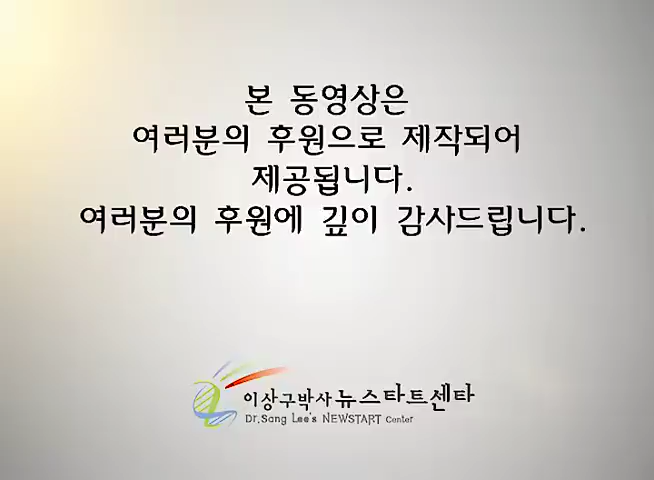 본 동영상은
여러분의 후원으로 제작되어
제공됩니다.
여러분의 후원에 깊이 감사드립니다.
이상구박사 뉴스타트센타
Dr.Sang Lee's NEWSTART Center